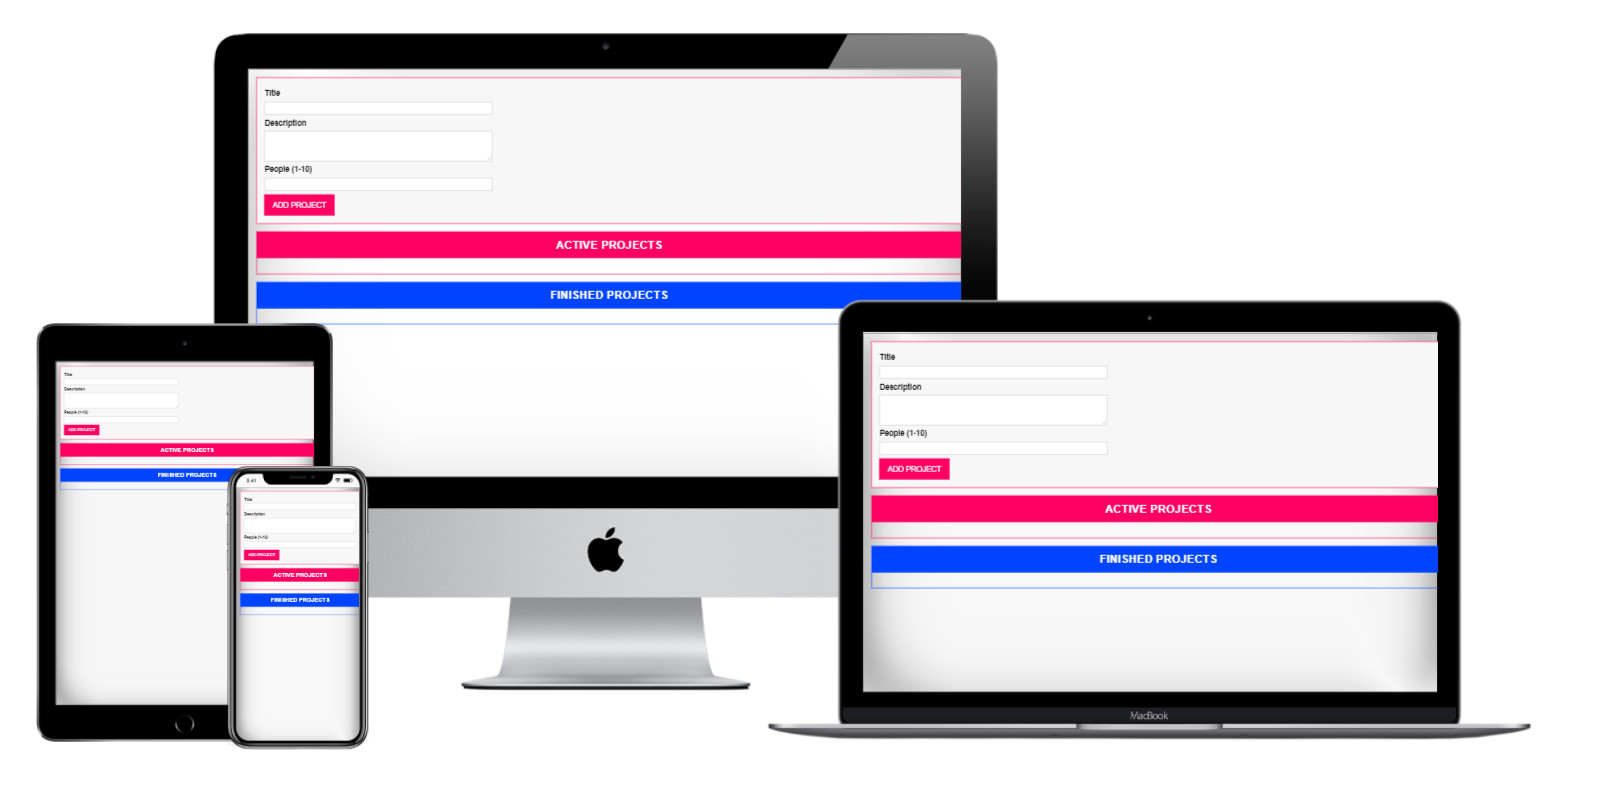 Title
Description
People (1-10)
ADD PROJECT
ACTIVE PROJECTS
FINISHED PROJECTS
Title
Description
People (1-10)
ADD PROJECT
ACTIVE PROJECTS
FINISHED PROJECTS
Title
Description
People (1-10)
ADD PROJECT
ACTIVE PROJECTS
FINISHED PROJECTS
MacBook
Title
Description
People (1-10)
ADD PROJECT
ACTIVE PROJECTS
FINISHED PROJECTS